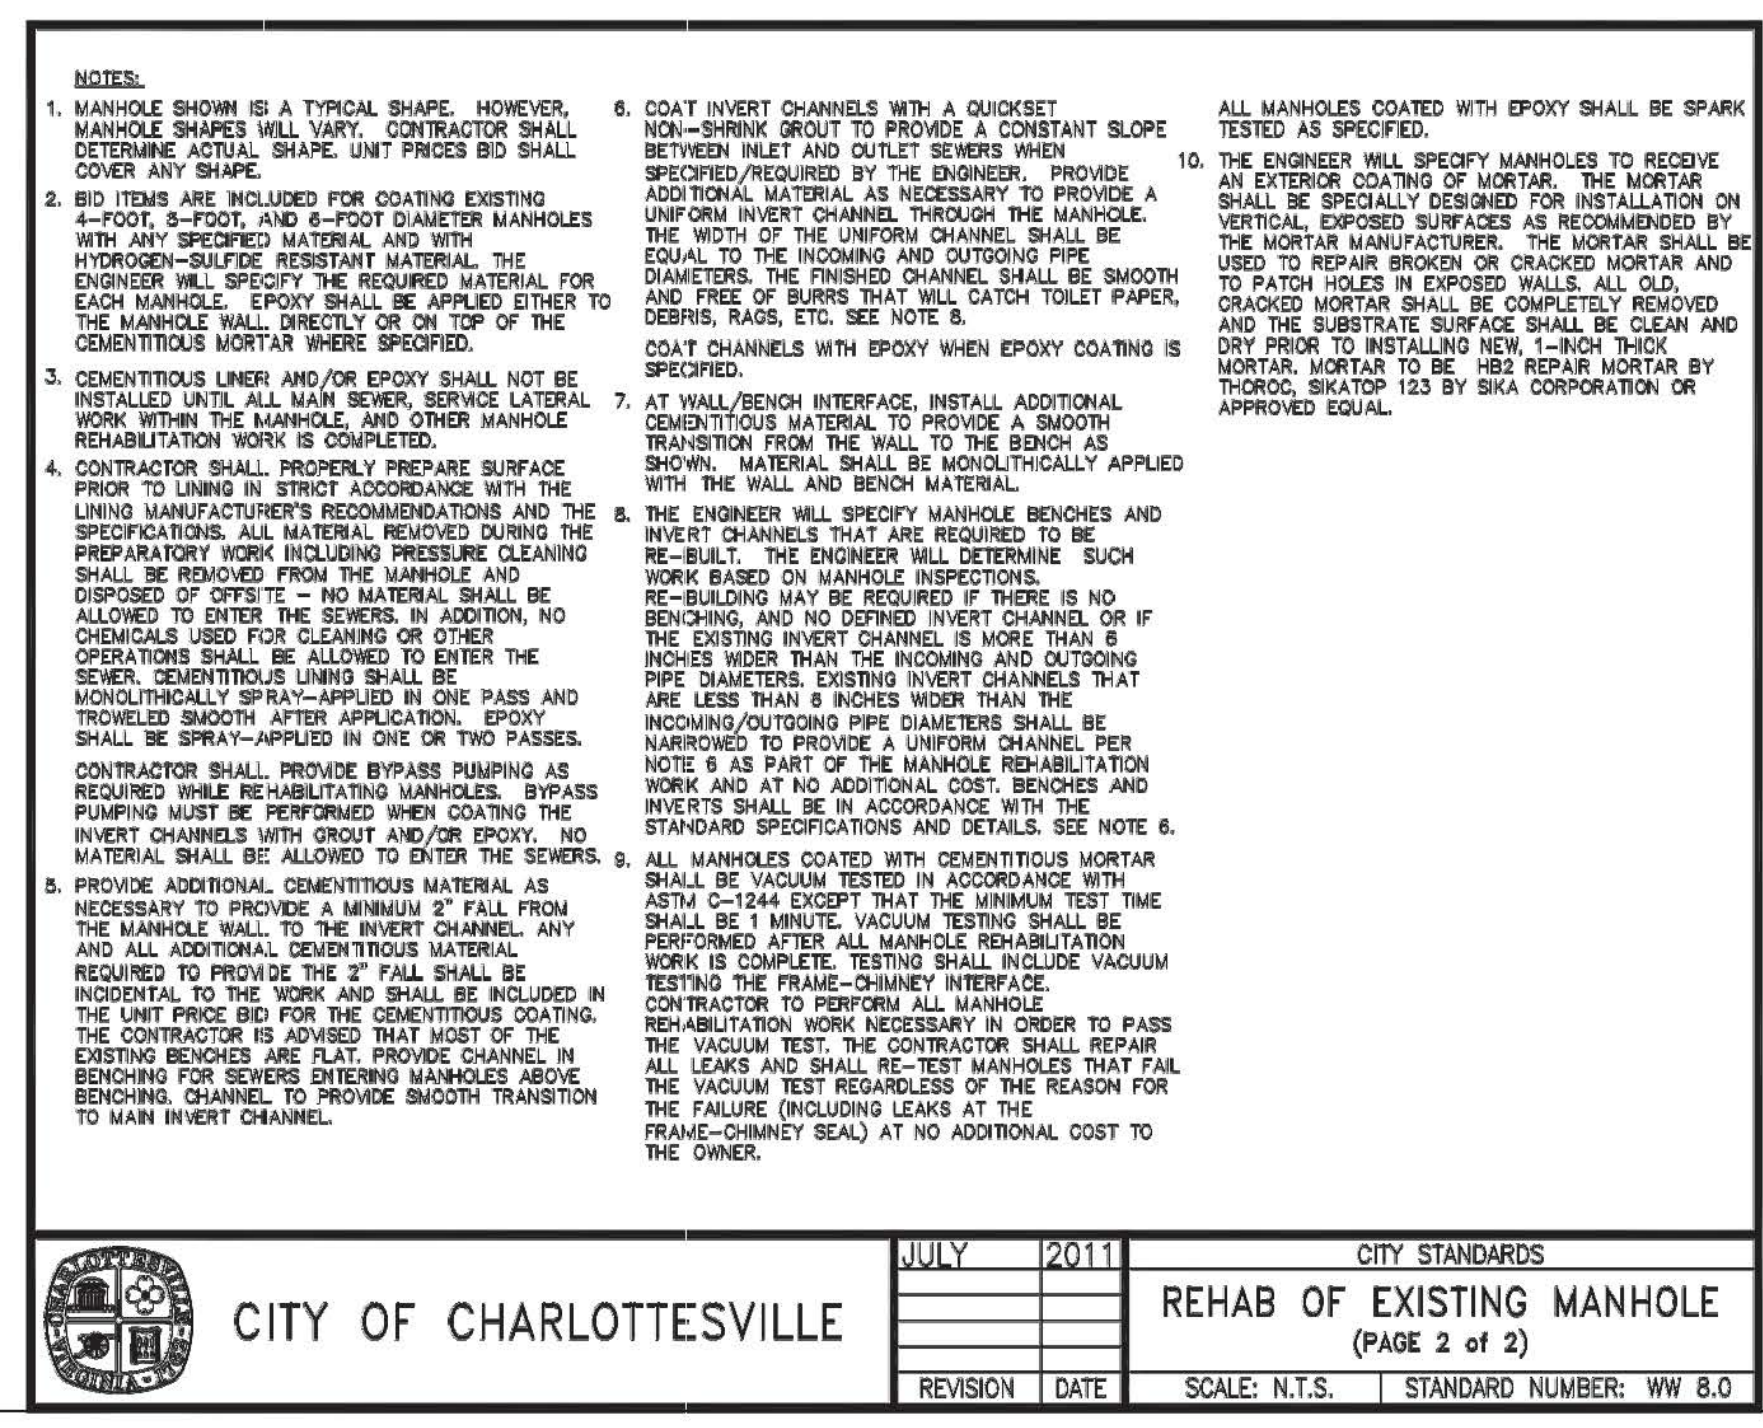 NOTES:
1. MANHOLE SHOWN IS A TYPICAL SHAPE. HOWEVER,
MANHOLE SHAPES WILL VARY. CONTRACTOR SHALL
DETERMINE ACTUAL SHAPE. UNIT PRICES BID SHALL
COVER ANY SHAPE.
2. BID ITEMS ARE INCLUDED FOR COATING EXISTING
4-FOOT, 5-FOOT, AND 6-FOOT DIAMETER MANHOLES
WITH ANY SPECIFIED MATERIAL AND WITH
HYDROGEN-SULFIDE RESISTANT MATERIAL. THE
ENGINEER WILL SPECIFY THE REQUIRED MATERIAL FOR
EACH MANHOLE. EPOXY SHALL BE APPLIED EITHER TO
THE MANHOLE WALL DIRECTLY OR ON TOP OF THE
CEMENTITIOUS MORTAR WHERE SPECIFIED.
3. CEMENTITIOUS LINER AND/OR EPOXY SHALL NOT BE
INSTALLED UNTIL ALL MAIN SEWER, SERVICE LATERAL
WORK WITHIN THE MANHOLE, AND OTHER MANHOLE
REHABILITATION WORK IS COMPLETED.
4. CONTRACTOR SHALL PROPERLY PREPARE SURFACE
PRIOR TO LINING IN STRICT ACCORDANCE WITH THE
LINING MANUFACTURER'S RECOMMENDATIONS AND THE
SPECIFICATIONS. ALL MATERIAL REMOVED DURING THE
PREPARATORY WORK INCLUDING PRESSURE CLEANING
SHALL BE REMOVED FROM THE MANHOLE AND
DISPOSED OF OFFSITE - NO MATERIAL SHALL BE
ALLOWED TO ENTER THE SEWERS. IN ADDITION, NO
CHEMICALS USED FOR CLEANING OR OTHER
OPERATIONS SHALL BE ALLOWED TO ENTER THE
SEWER. CEMENTITIOUS LINING SHALL BE
MONOLITHICALLY SPRAY-APPLIED IN ONE PASS AND
TROWELED SMOOTH AFTER APPLICATION. EPOXY
SHALL BE SPRAY-APPLIED IN ONE OR TWO PASSES.
CONTRACTOR SHALL PROVIDE BYPASS PUMPING AS
REQUIRED WHILE REHABILITATING MANHOLES. BYPASS
PUMPING MUST BE PERFORMED WHEN COATING THE
INVERT CHANNELS WITH GROUT AND/OR EPOXY. NO
MATERIAL SHALL BE ALLOWED TO ENTER THE SEWERS.
5. PROVIDE ADDITIONAL CEMENTITIOUS MATERIAL AS
NECESSARY TO PROVIDE A MINIMUM 2" FALL FROM
THE MANHOLE WALL TO THE INVERT CHANNEL. ANY
AND ALL ADDITIONAL CEMENTITIOUS MATERIAL
REQUIRED TO PROVIDE THE 2" FALL SHALL BE
INCIDENTAL TO THE WORK AND SHALL BE INCLUDED IN
THE UNIT PRICE BID FOR THE CEMENTITIOUS COATING.
THE CONTRACTOR IS ADVISED THAT MOST OF THE
EXISTING BENCHES ARE FLAT. PROVIDE CHANNEL IN
BENCHING FOR SEWERS ENTERING MANHOLES ABOVE
BENCHING. CHANNEL TO PROVIDE SMOOTH TRANSITION
TO MAIN INVERT CHANNEL.
6. COAT INVERT CHANNELS WITH A QUICKSET
NON-SHRINK GROUT TO PROVIDE A CONSTANT SLOPE
BETWEEN INLET AND OUTLET SEWERS WHEN
SPECIFIED/REQUIRED BY THE ENGINEER. PROVIDE
ADDITIONAL MATERIAL AS NECESSARY TO PROVIDE A
UNIFORM INVERT CHANNEL THROUGH THE MANHOLE.
THE WIDTH OF THE UNIFORM CHANNEL SHALL BE
EQUAL TO THE INCOMING AND OUTGOING PIPE
DIAMETERS. THE FINISHED CHANNEL SHALL BE SMOOTH
AND FREE OF BURRS THAT WILL CATCH TOILET PAPER,
DEBRIS, RAGS, ETC. SEE NOTE 8.
COAT CHANNELS WITH EPOXY WHEN EPOXY COATING IS
SPECIFIED.
7. AT WALL/BENCH INTERFACE, INSTALL ADDITIONAL
CEMENTITIOUS MATERIAL TO PROVIDE A SMOOTH
TRANSITION FROM THE WALL TO THE BENCH AS
SHOWN. MATERIAL SHALL BE MONOLITHICALLY APPLIED
WITH THE WALL AND BENCH MATERIAL.
8. THE ENGINEER WILL SPECIFY MANHOLE BENCHES AND
INVERT CHANNELS THAT ARE REQUIRED TO BE
RE-BUILT. THE ENGINEER WILL DETERMINE SUCH
WORK BASED ON MANHOLE INSPECTIONS.
RE-BUILDING MAY BE REQUIRED IF THERE IS NO
BENCHING, AND NO DEFINED INVERT CHANNEL OR IF
THE EXISTING INVERT CHANNEL IS MORE THAN 6
INCHES WIDER THAN THE INCOMING AND OUTGOING
PIPE DIAMETERS. EXISTING INVERT CHANNELS THAT
ARE LESS THAN 6 INCHES WIDER THAN THE
INCOMING/OUTGOING PIPE DIAMETERS SHALL BE
NARROWED TO PROVIDE A UNIFORM CHANNEL PER
NOTE 6 AS PART OF THE MANHOLE REHABILITATION
WORK AND AT NO ADDITIONAL COST. BENCHES AND
INVERTS SHALL BE IN ACCORDANCE WITH THE
STANDARD SPECIFICATIONS AND DETAILS. SEE NOTE 6.
9. ALL MANHOLES COATED WITH CEMENTITIOUS MORTAR
SHALL BE VACUUM TESTED IN ACCORDANCE WITH
ASTM C-1244 EXCEPT THAT THE MINIMUM TEST TIME
SHALL BE 1 MINUTE. VACUUM TESTING SHALL BE
PERFORMED AFTER ALL MANHOLE REHABILITATION
WORK IS COMPLETE. TESTING SHALL INCLUDE VACUUM
TESTING THE FRAME-CHIMNEY INTERFACE.
CONTRACTOR TO PERFORM ALL MANHOLE
REHABILITATION WORK NECESSARY IN ORDER TO PASS
THE VACUUM TEST. THE CONTRACTOR SHALL REPAIR
ALL LEAKS AND SHALL RE-TEST MANHOLES THAT FAIL
THE VACUUM TEST REGARDLESS OF THE REASON FOR
THE FAILURE (INCLUDING LEAKS AT THE
FRAME-CHIMNEY SEAL) AT NO ADDITIONAL COST TO
THE OWNER.
ALL MANHOLES COATED WITH EPOXY SHALL BE SPARK
TESTED AS SPECIFIED.
10. THE ENGINEER WILL SPECIFY MANHOLES TO RECEIVE
AN EXTERIOR COATING OF MORTAR. THE MORTAR
SHALL BE SPECIALLY DESIGNED FOR INSTALLATION ON
VERTICAL, EXPOSED SURFACES AS RECOMMENDED BY
THE MORTAR MANUFACTURER. THE MORTAR SHALL BE
USED TO REPAIR BROKEN OR CRACKED MORTAR AND
TO PATCH HOLES IN EXPOSED WALLS. ALL OLD,
CRACKED MORTAR SHALL BE COMPLETELY REMOVED
AND THE SUBSTRATE SURFACE SHALL BE CLEAN AND
DRY PRIOR TO INSTALLING NEW, 1-INCH THICK
MORTAR. MORTAR TO BE HB2 REPAIR MORTAR BY
THOROC, SIKATOP 123 BY SIKA CORPORATION OR
APPROVED EQUAL.
CHARLOTTESVILLE
VIRGINIA
CITY OF CHARLOTTESVILLE
JULY 2011
REVISION DATE
CITY STANDARDS
REHAB OF EXISTING MANHOLE
(PAGE 2 of 2)
SCALE: N.T.S.
STANDARD NUMBER: WW 8.0